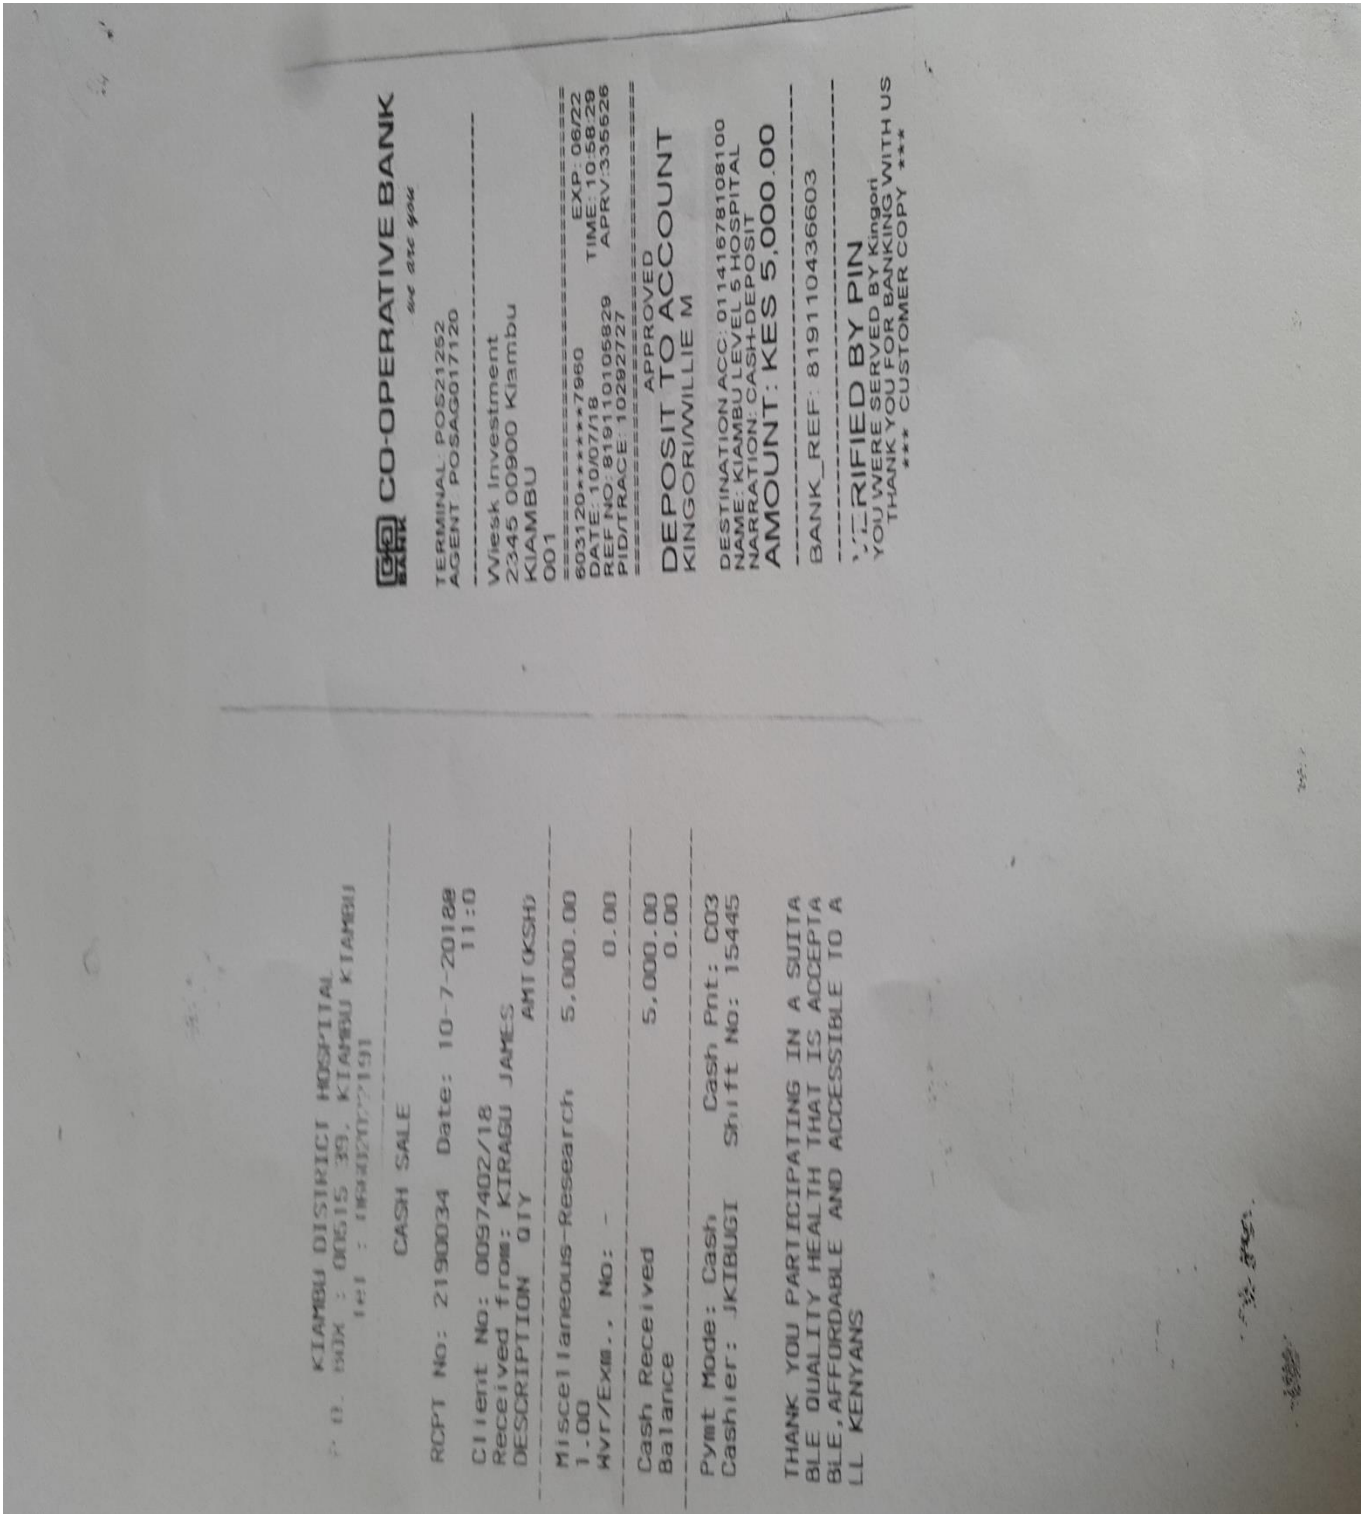 KIAMBU DISTRICT HOSPITAL
BOX : 00515 39, KIAMBU KIAMBU
Tel :
CASH SALE
RCPT No: 2190034 Date: 10-7-2018@
11:0
Client No: 0097402/18
Received from: KIRAGU JAMES
DESCRIPTION QTY AMT(KSH)
Miscellaneous-Research 5,000.00
1.00
Wvr/Exm., No: - 0.00
Cash Received 5,000.00
Balance 0.00
Pymt Mode: Cash Cash Pnt: C03
Cashier: JKIBUGI Shift No: 15445
THANK YOU PARTICIPATING IN A SUITA
BLE QUALITY HEALTH THAT IS ACCEPTA
BLE,AFFORDABLE AND ACCESSIBLE TO A
LL KENYANS
CO-OP BANK CO-OPERATIVE BANK
we are you
TERMINAL: POS21252
AGENT: POSAG017120
Wiesk Investment
2345 00900 Kiambu
KIAMBU
001
603120******7960 EXP: 06/22
DATE: 10/07/18 TIME: 10:58:29
REF NO: 819110105829 APRV:335526
PID/TRACE: 10292727
APPROVED
DEPOSIT TO ACCOUNT
KINGORI/WILLIE M
DESTINATION ACC: 01141678108100
NAME: KIAMBU LEVEL 5 HOSPITAL
NARRATION: CASH-DEPOSIT
AMOUNT: KES 5,000.00
BANK_REF: 819110436603
VERIFIED BY PIN
YOU WERE SERVED BY Kingori
THANK YOU FOR BANKING WITH US
*** CUSTOMER COPY ***